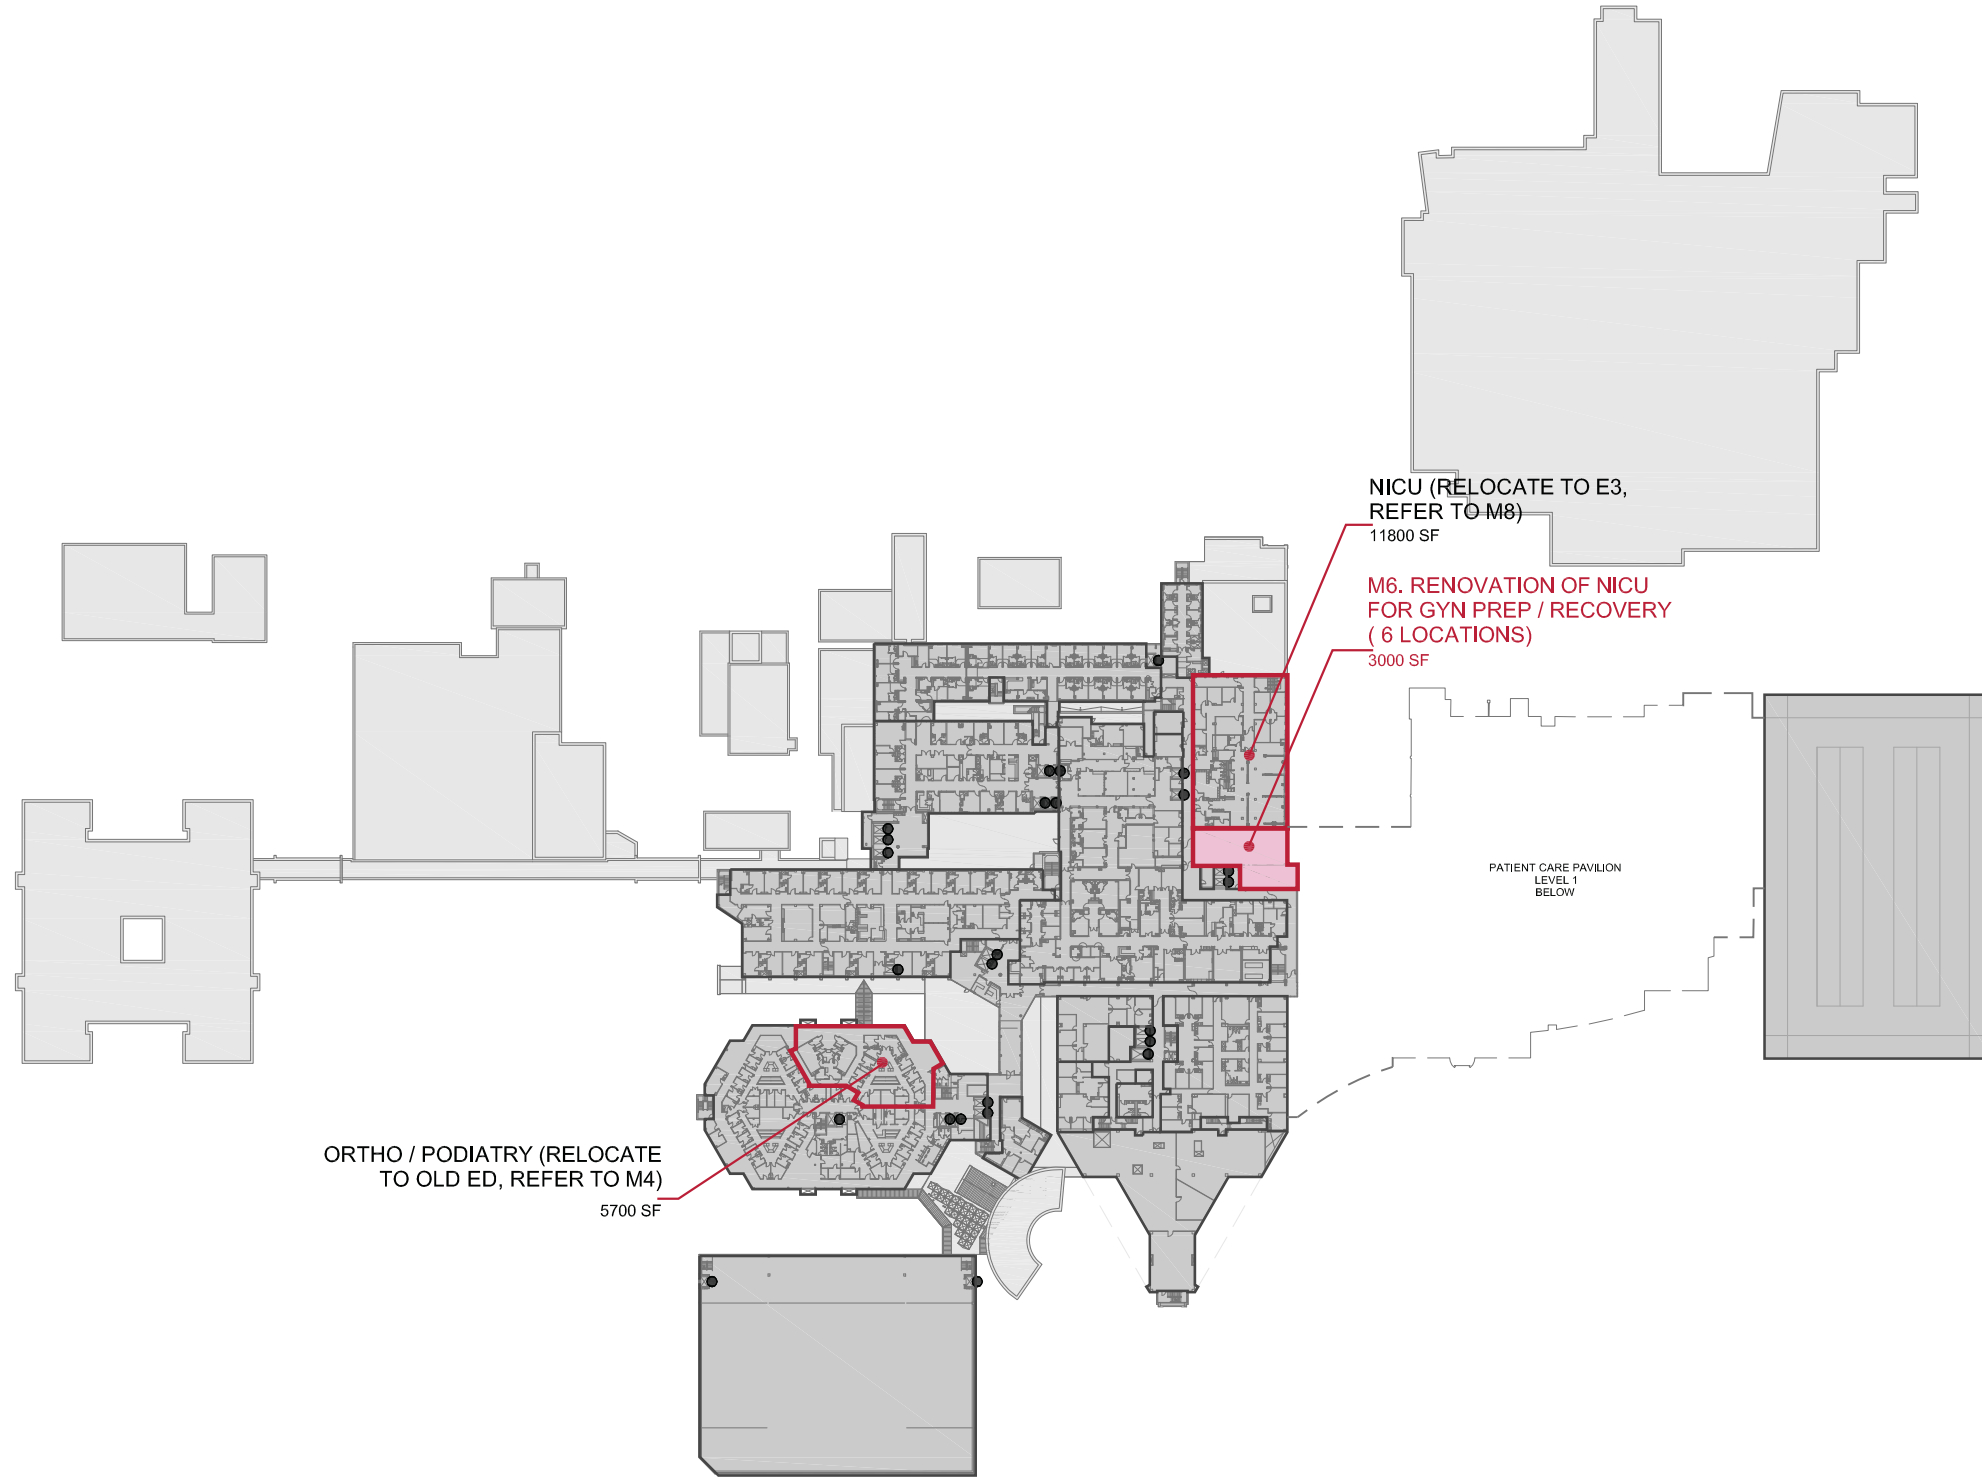 NICU (RELOCATE TO E3,
REFER TO M8)
11800 SF
M6. RENOVATION OF NICU
FOR GYN PREP / RECOVERY
( 6 LOCATIONS)
3000 SF
PATIENT CARE PAVILION
LEVEL 1
BELOW
ORTHO / PODIATRY (RELOCATE
TO OLD ED, REFER TO M4)
5700 SF